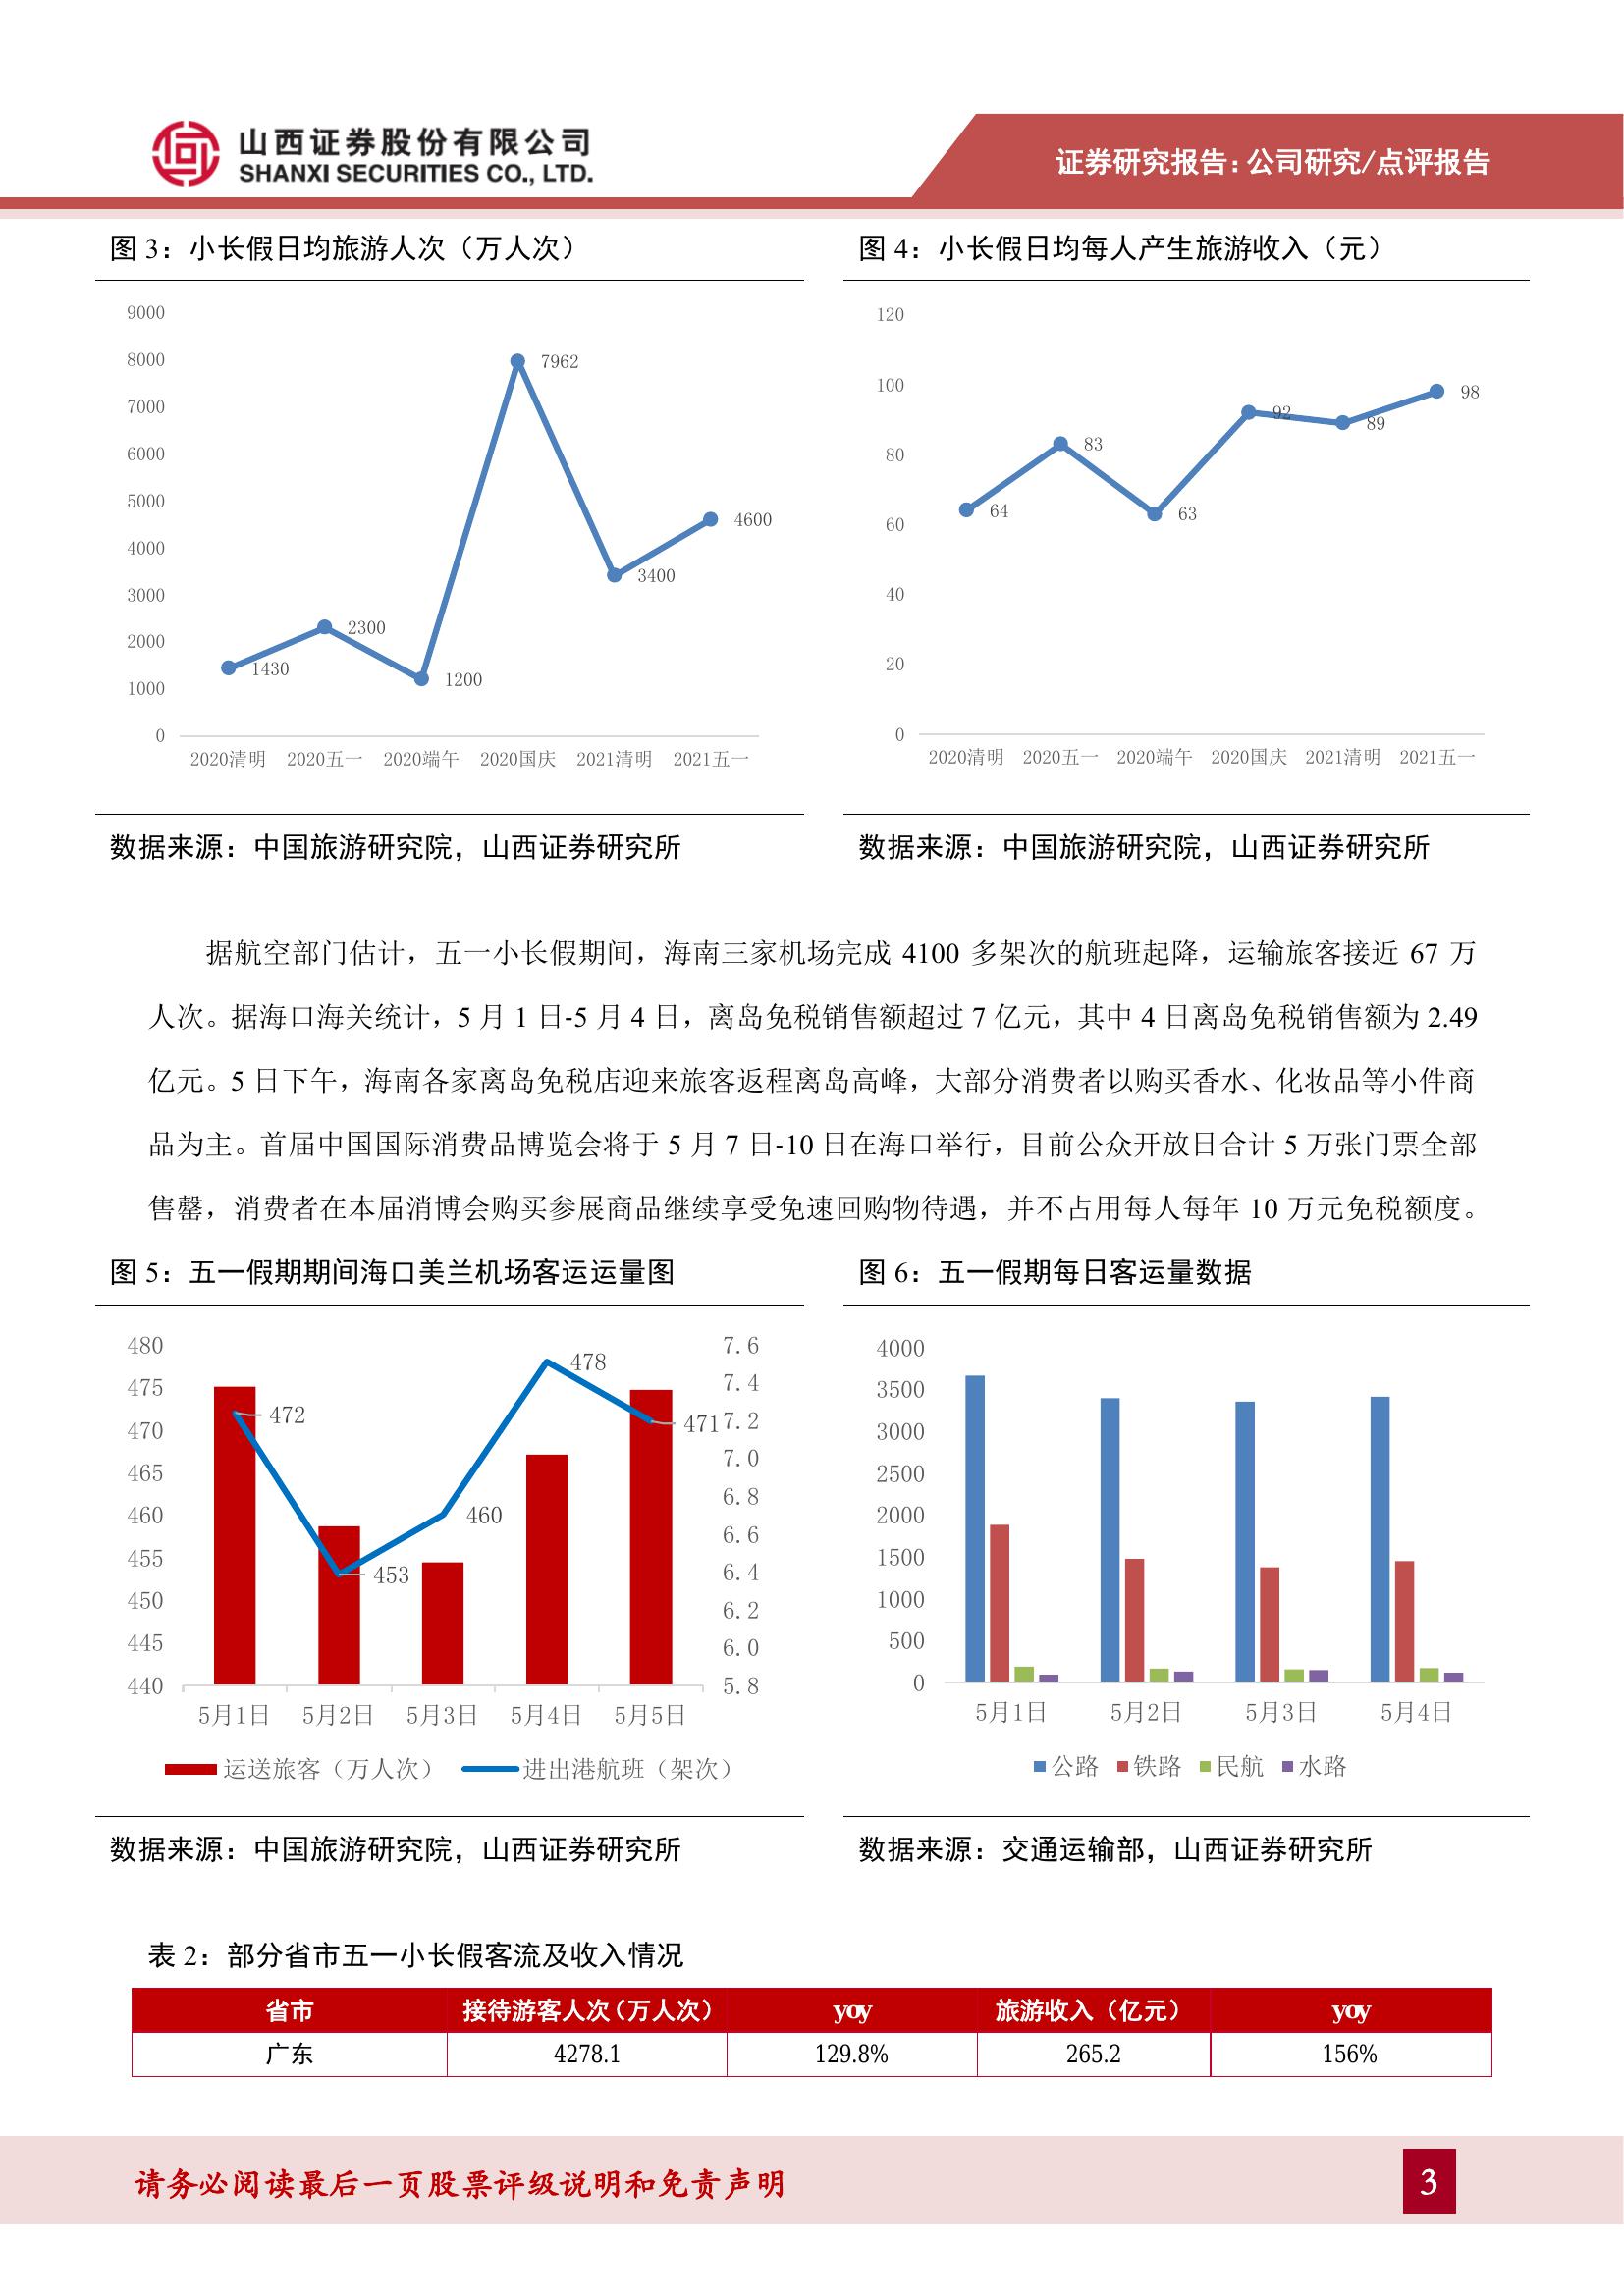 山西证券股份有限公司
SHANXI SECURITIES CO., LTD.
证券研究报告：公司研究/点评报告
图 3：小长假日均旅游人次（万人次）
9000
8000
7000
6000
5000
4000
3000
2000
1000
0
7962
4600
3400
2300
1430
1200
2020清明 2020五一 2020端午 2020国庆 2021清明 2021五一
数据来源：中国旅游研究院，山西证券研究所
图 4：小长假日均每人产生旅游收入（元）
120
100
80
60
40
20
0
98
92
89
83
64
63
2020清明 2020五一 2020端午 2020国庆 2021清明 2021五一
数据来源：中国旅游研究院，山西证券研究所
据航空部门估计，五一小长假期间，海南三家机场完成 4100 多架次的航班起降，运输旅客接近 67 万
人次。据海口海关统计，5 月 1 日-5 月 4 日，离岛免税销售额超过 7 亿元，其中 4 日离岛免税销售额为 2.49
亿元。5 日下午，海南各家离岛免税店迎来旅客返程离岛高峰，大部分消费者以购买香水、化妆品等小件商
品为主。首届中国国际消费品博览会将于 5 月 7 日-10 日在海口举行，目前公众开放日合计 5 万张门票全部
售罄，消费者在本届消博会购买参展商品继续享受免速回购物待遇，并不占用每人每年 10 万元免税额度。
图 5：五一假期期间海口美兰机场客运运量图
480
475
470
465
460
455
450
445
440
472
453
460
478
471
7.6
7.4
7.2
7.0
6.8
6.6
6.4
6.2
6.0
5.8
5月1日 5月2日 5月3日 5月4日 5月5日
运送旅客（万人次） 进出港航班（架次）
数据来源：中国旅游研究院，山西证券研究所
图 6：五一假期每日客运量数据
4000
3500
3000
2500
2000
1500
1000
500
0
5月1日 5月2日 5月3日 5月4日
公路 铁路 民航 水路
数据来源：交通运输部，山西证券研究所
表 2：部分省市五一小长假客流及收入情况
省市 接待游客人次（万人次） yoy 旅游收入（亿元） yoy
广东 4278.1 129.8% 265.2 156%
请务必阅读最后一页股票评级说明和免责声明
3